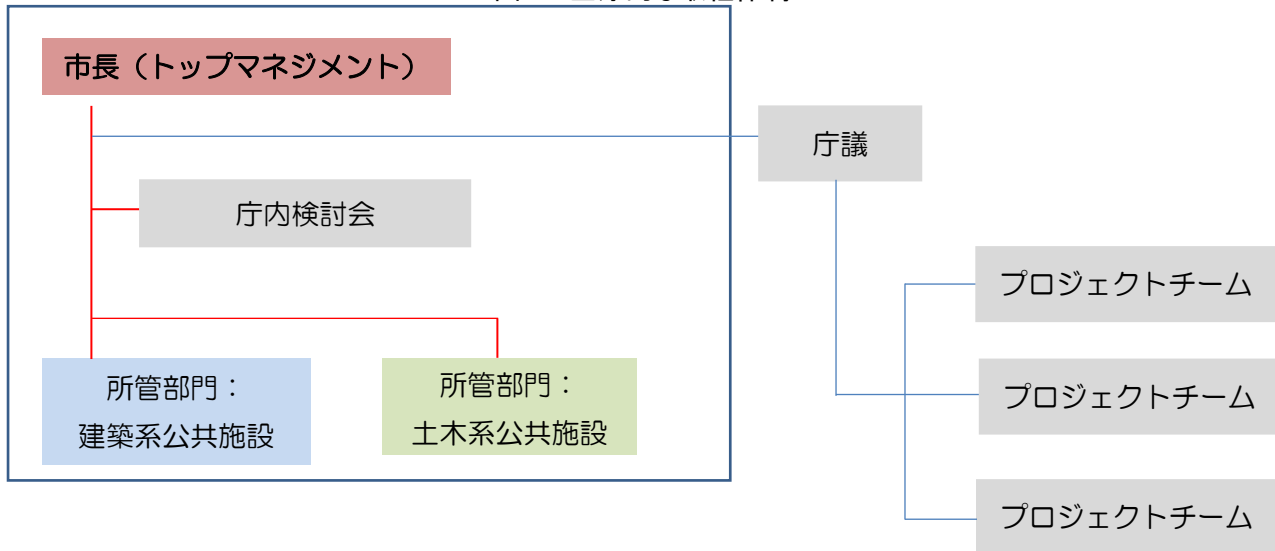 市長（トップマネジメント）
庁議
庁内検討会
プロジェクトチーム
所管部門：
建築系公共施設
所管部門：
土木系公共施設
プロジェクトチーム
プロジェクトチーム